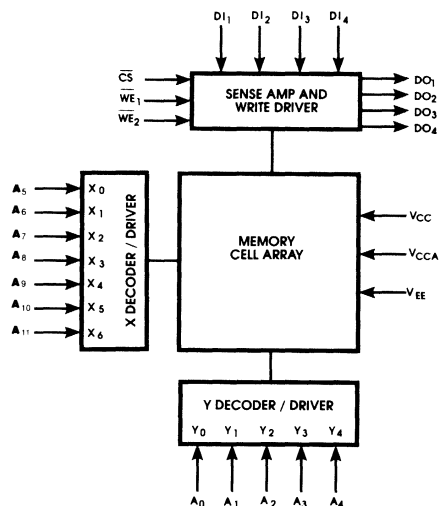 DI1 DI2 DI3 DI4
CS
WE1
WE2
SENSE AMP AND
WRITE DRIVER
DO1
DO2
DO3
DO4
A5 X0
A6 X1
A7 X2
A8 X3
A9 X4
A10 X5
A11 X6
X DECODER / DRIVER
MEMORY
CELL ARRAY
VCC
VCCA
VEE
Y DECODER / DRIVER
Y0 Y1 Y2 Y3 Y4
A0 A1 A2 A3 A4